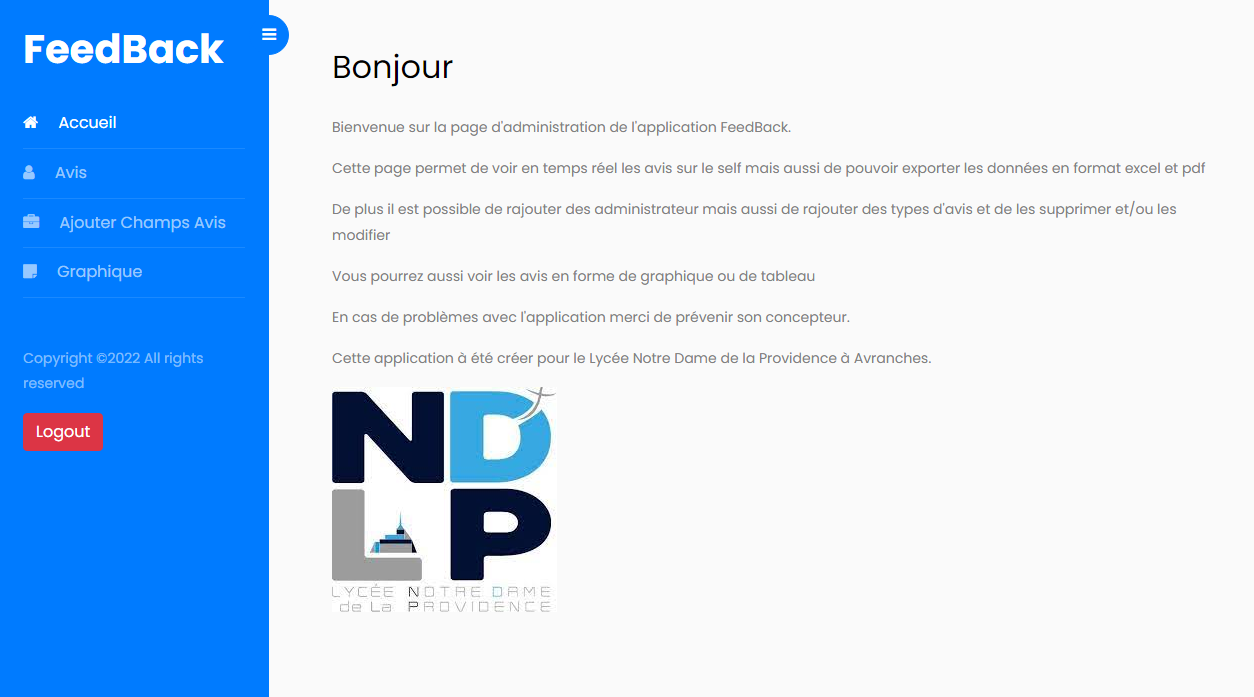 FeedBack
Accueil
Avis
Ajouter Champs Avis
Graphique
Copyright ©2022 All rights
reserved
Logout
Bonjour
Bienvenue sur la page d'administration de l'application FeedBack.
Cette page permet de voir en temps réel les avis sur le self mais aussi de pouvoir exporter les données en format excel et pdf
De plus il est possible de rajouter des administrateur mais aussi de rajouter des types d'avis et de les supprimer et/ou les
modifier
Vous pourrez aussi voir les avis en forme de graphique ou de tableau
En cas de problèmes avec l'application merci de prévenir son concepteur.
Cette application à été créer pour le Lycée Notre Dame de la Providence à Avranches.
ND
LP
LYCÉE NOTRE DAME
de La PROVIDENCE